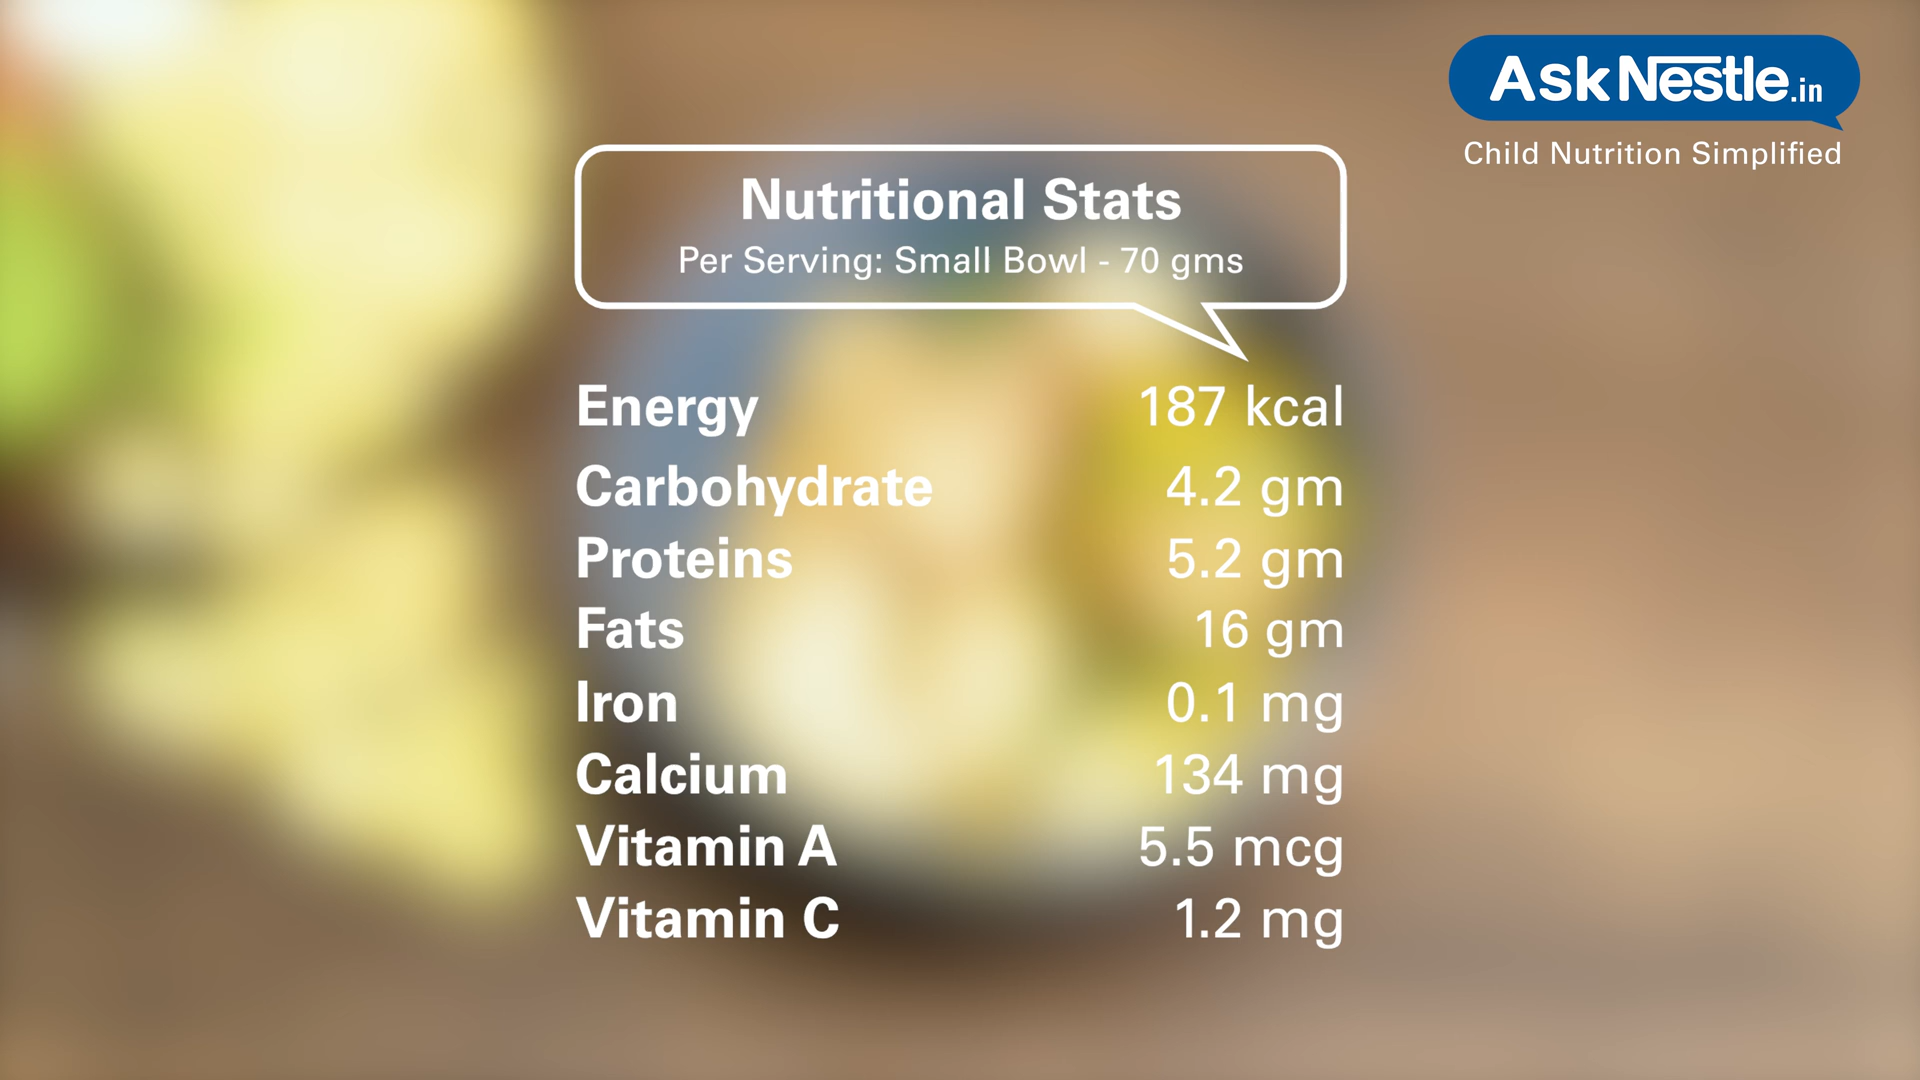 AskNestle.in
Child Nutrition Simplified
Nutritional Stats
Per Serving: Small Bowl - 70 gms
Energy 187 kcal
Carbohydrate 4.2 gm
Proteins 5.2 gm
Fats 16 gm
Iron 0.1 mg
Calcium 134 mg
Vitamin A 5.5 mcg
Vitamin C 1.2 mg